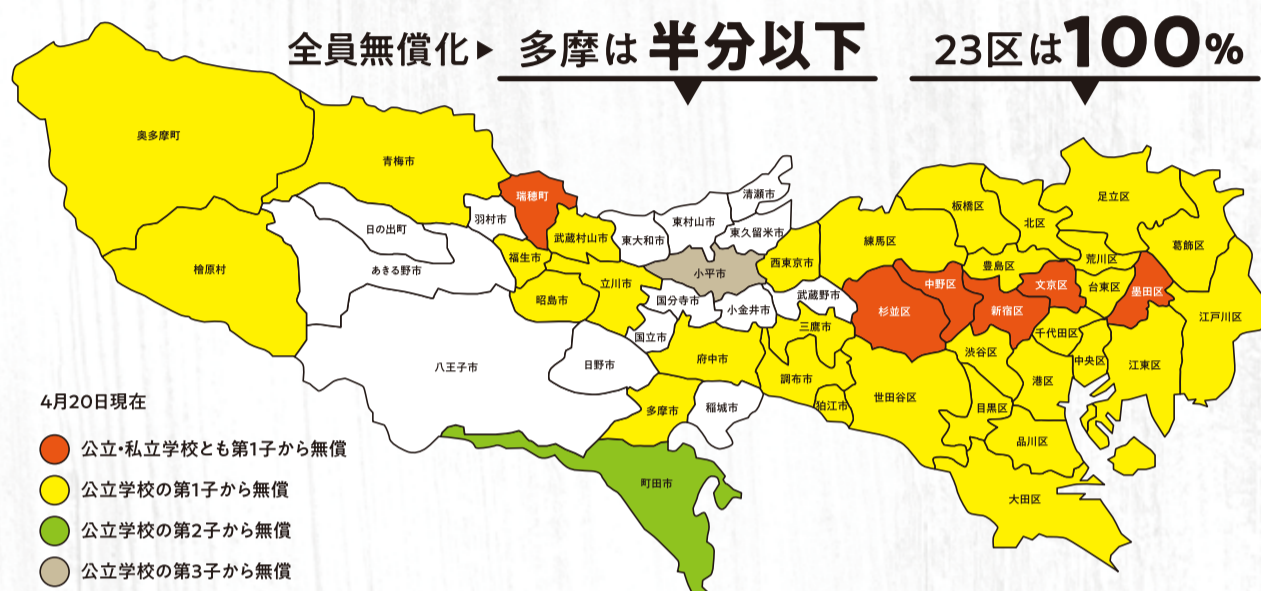 全員無償化▶ 多摩は半分以下 23区は100%
奥多摩町
青梅市
瑞穂町
羽村市
日の出町
あきる野市
檜原村
福生市
武蔵村山市
昭島市
立川市
東大和市
東村山市
清瀬市
東久留米市
小平市
西東京市
国分寺市
小金井市
武蔵野市
国立市
三鷹市
府中市
日野市
八王子市
調布市
狛江市
多摩市
稲城市
町田市
練馬区
板橋区
北区
足立区
葛飾区
豊島区
荒川区
台東区
墨田区
文京区
中野区
杉並区
新宿区
千代田区
江戸川区
渋谷区
中央区
江東区
港区
世田谷区
目黒区
品川区
大田区
4月20日現在
公立・私立学校とも第1子から無償
公立学校の第1子から無償
公立学校の第2子から無償
公立学校の第3子から無償